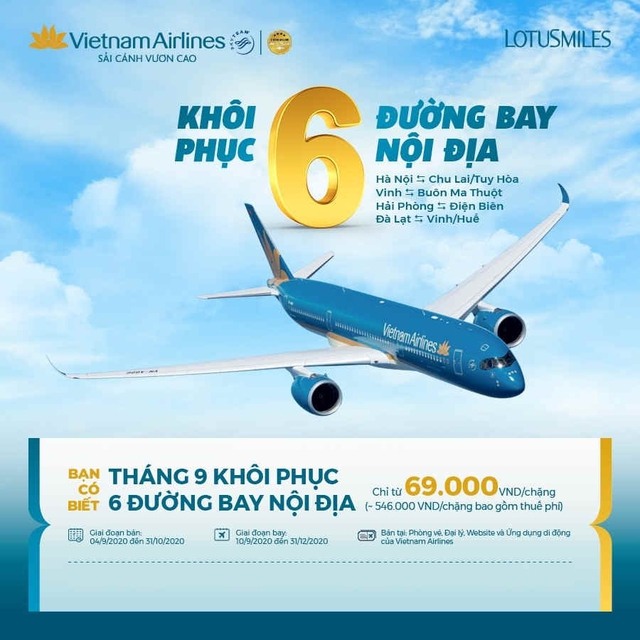 Vietnam Airlines
SẢI CÁNH VƯƠN CAO
SKYTEAM
LOTUSMILES
KHÔI PHỤC 6 ĐƯỜNG BAY NỘI ĐỊA
Hà Nội ⇆ Chu Lai/Tuy Hòa
Vinh ⇆ Buôn Ma Thuột
Hải Phòng ⇆ Điện Biên
Đà Lạt ⇆ Vinh/Huế
Vietnam Airlines
BẠN CÓ BIẾT
THÁNG 9 KHÔI PHỤC
6 ĐƯỜNG BAY NỘI ĐỊA
Chỉ từ 69.000 VND/chặng
(~ 546.000 VND/chặng bao gồm thuế phí)
Giai đoạn bán:
04/9/2020 đến 31/10/2020
Giai đoạn bay:
10/9/2020 đến 31/12/2020
Bán tại: Phòng vé, Đại lý, Website và Ứng dụng di động
của Vietnam Airlines